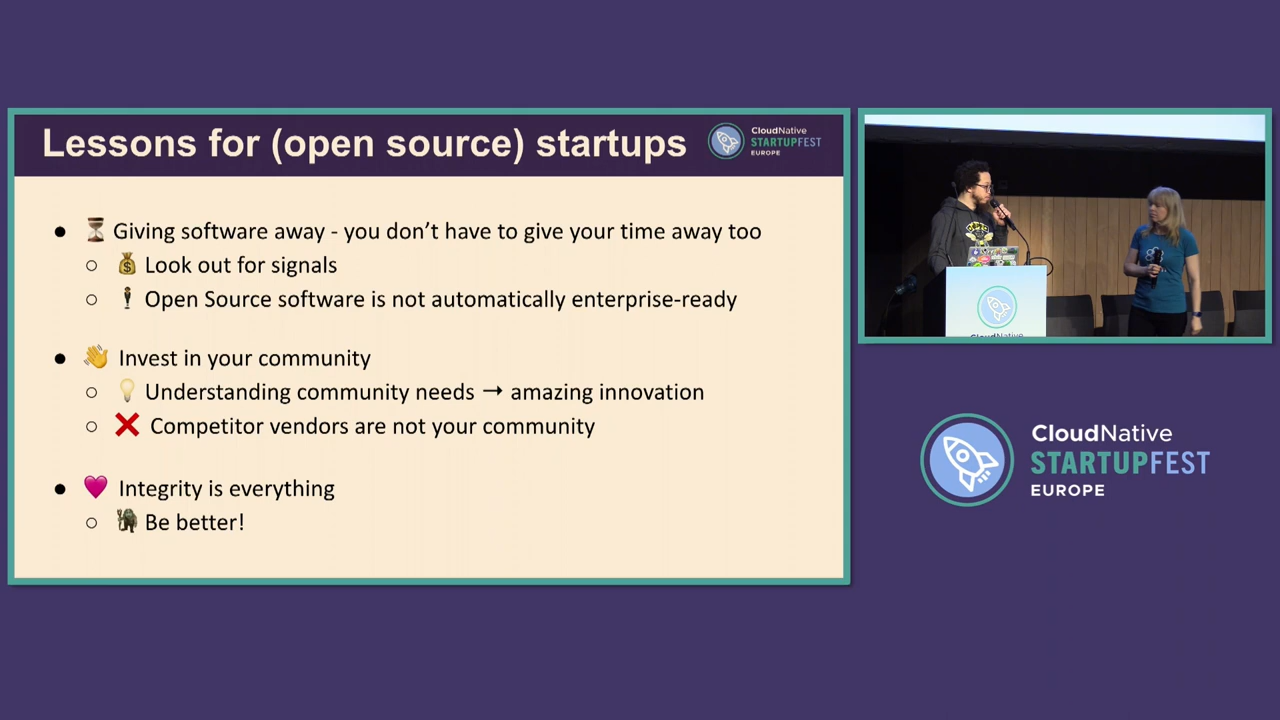 Lessons for (open source) startups
CloudNative
STARTUPFEST
EUROPE
● ⏳ Giving software away - you don’t have to give your time away too
○ 💰 Look out for signals
○ 🕴 Open Source software is not automatically enterprise-ready
● 👋 Invest in your community
○ 💡 Understanding community needs → amazing innovation
○ ❌ Competitor vendors are not your community
● 💗 Integrity is everything
○ 🧌 Be better!
CloudNative
CloudNative
STARTUPFEST
EUROPE